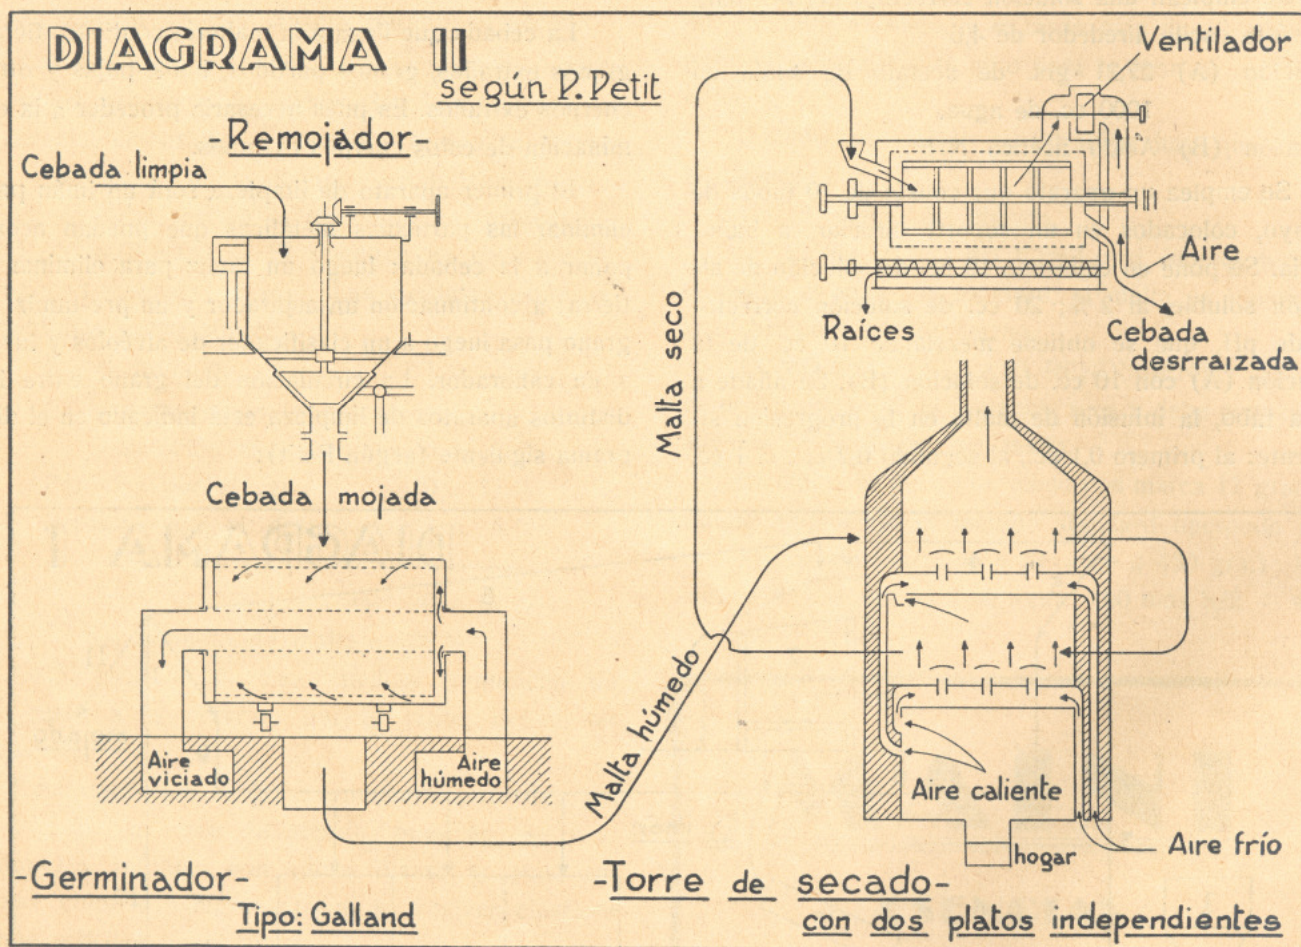 DIAGRAMA II
según P. Petit
-Remojador-
Cebada limpia
Cebada mojada
Aire
viciado
Aire
húmedo
-Germinador-
Tipo: Galland
Malta húmedo
Malta seco
Ventilador
Aire
Raíces
Cebada
desrraizada
Aire caliente
hogar
Aire frío
-Torre de secado-
con dos platos independientes